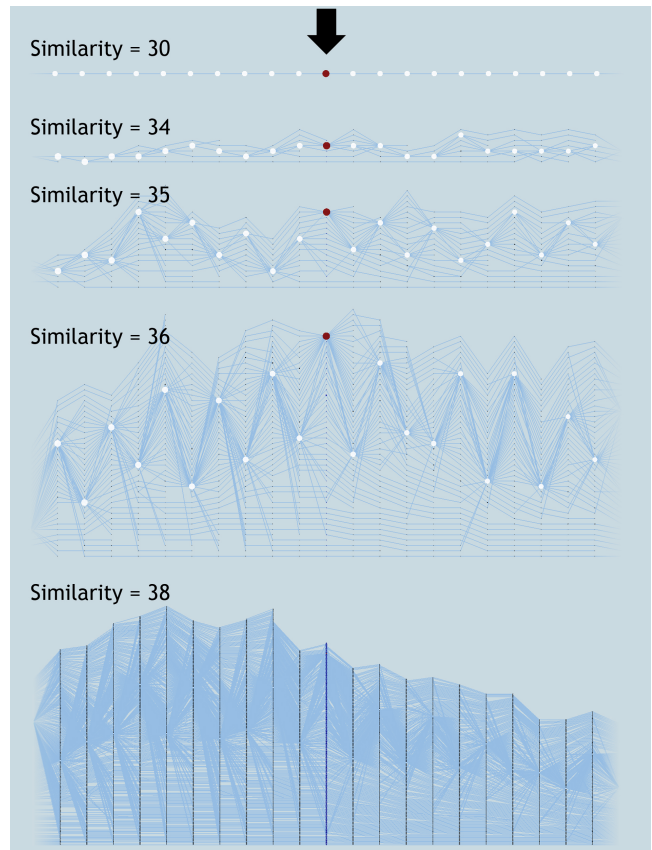 Similarity = 30
Similarity = 34
Similarity = 35
Similarity = 36
Similarity = 38